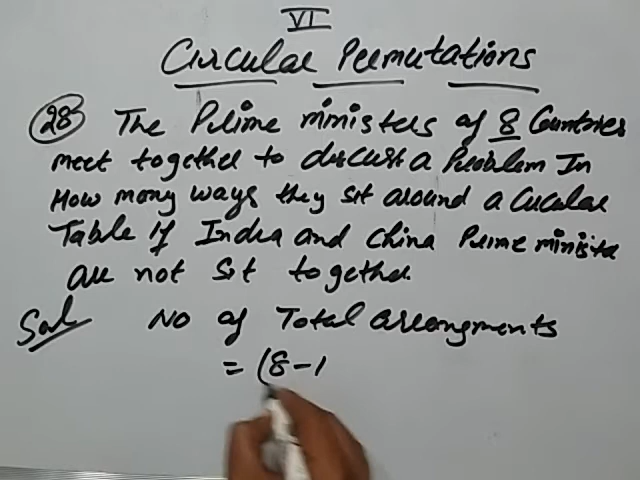 VI
Circular Permutations
28 The Prime ministers of 8 Countries
meet together to discuss a Problem In
How many ways they sit around a Circular
Table if India and China Prime minister
are not sit together
Sol No of Total arrangments
= (8-1